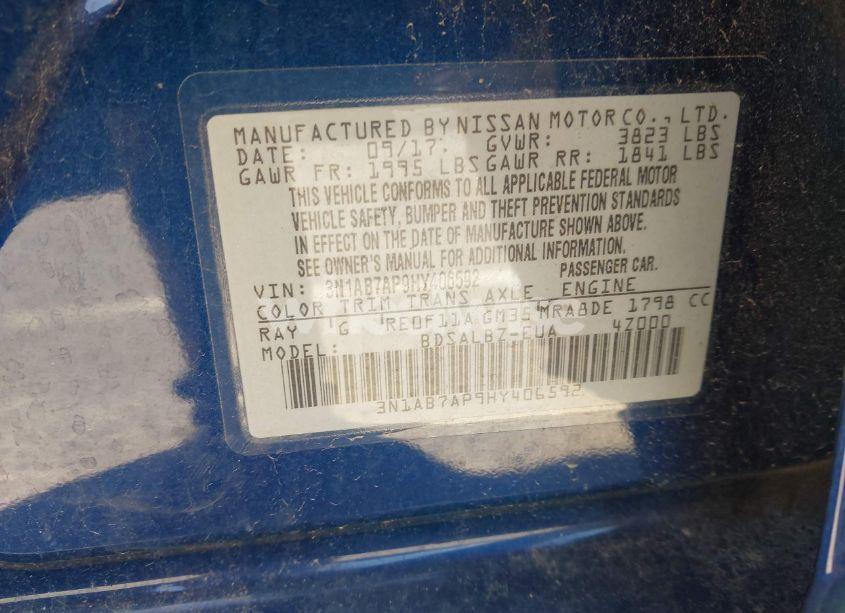 MANUFACTURED BY NISSAN MOTOR CO., LTD.
DATE: 09/17. GVWR: 3823 LBS
GAWR FR: 1995 LBS GAWR RR: 1841 LBS
THIS VEHICLE CONFORMS TO ALL APPLICABLE FEDERAL MOTOR
VEHICLE SAFETY, BUMPER AND THEFT PREVENTION STANDARDS
IN EFFECT ON THE DATE OF MANUFACTURE SHOWN ABOVE.
SEE OWNER'S MANUAL FOR ADDITIONAL INFORMATION.
VIN: 3N1AB7AP9HY406592 PASSENGER CAR.
COLOR TRIM TRANS AXLE ENGINE
RAY G RE0F11A GM35 MRA8DE 1798 CC
MODEL: BDSALBZ-EUA 4Z000
3N1AB7AP9HY406592